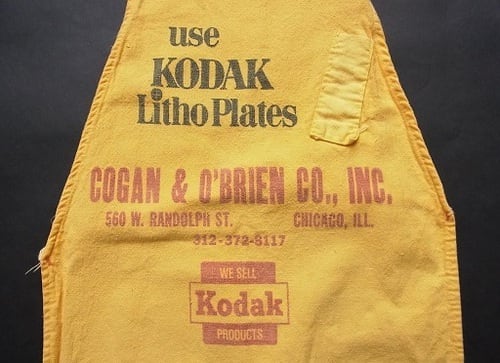 use
KODAK
Litho Plates
COGAN & O'BRIEN CO., INC.
560 W. RANDOLPH ST. CHICAGO, ILL.
312-372-8117
WE SELL
Kodak
PRODUCTS